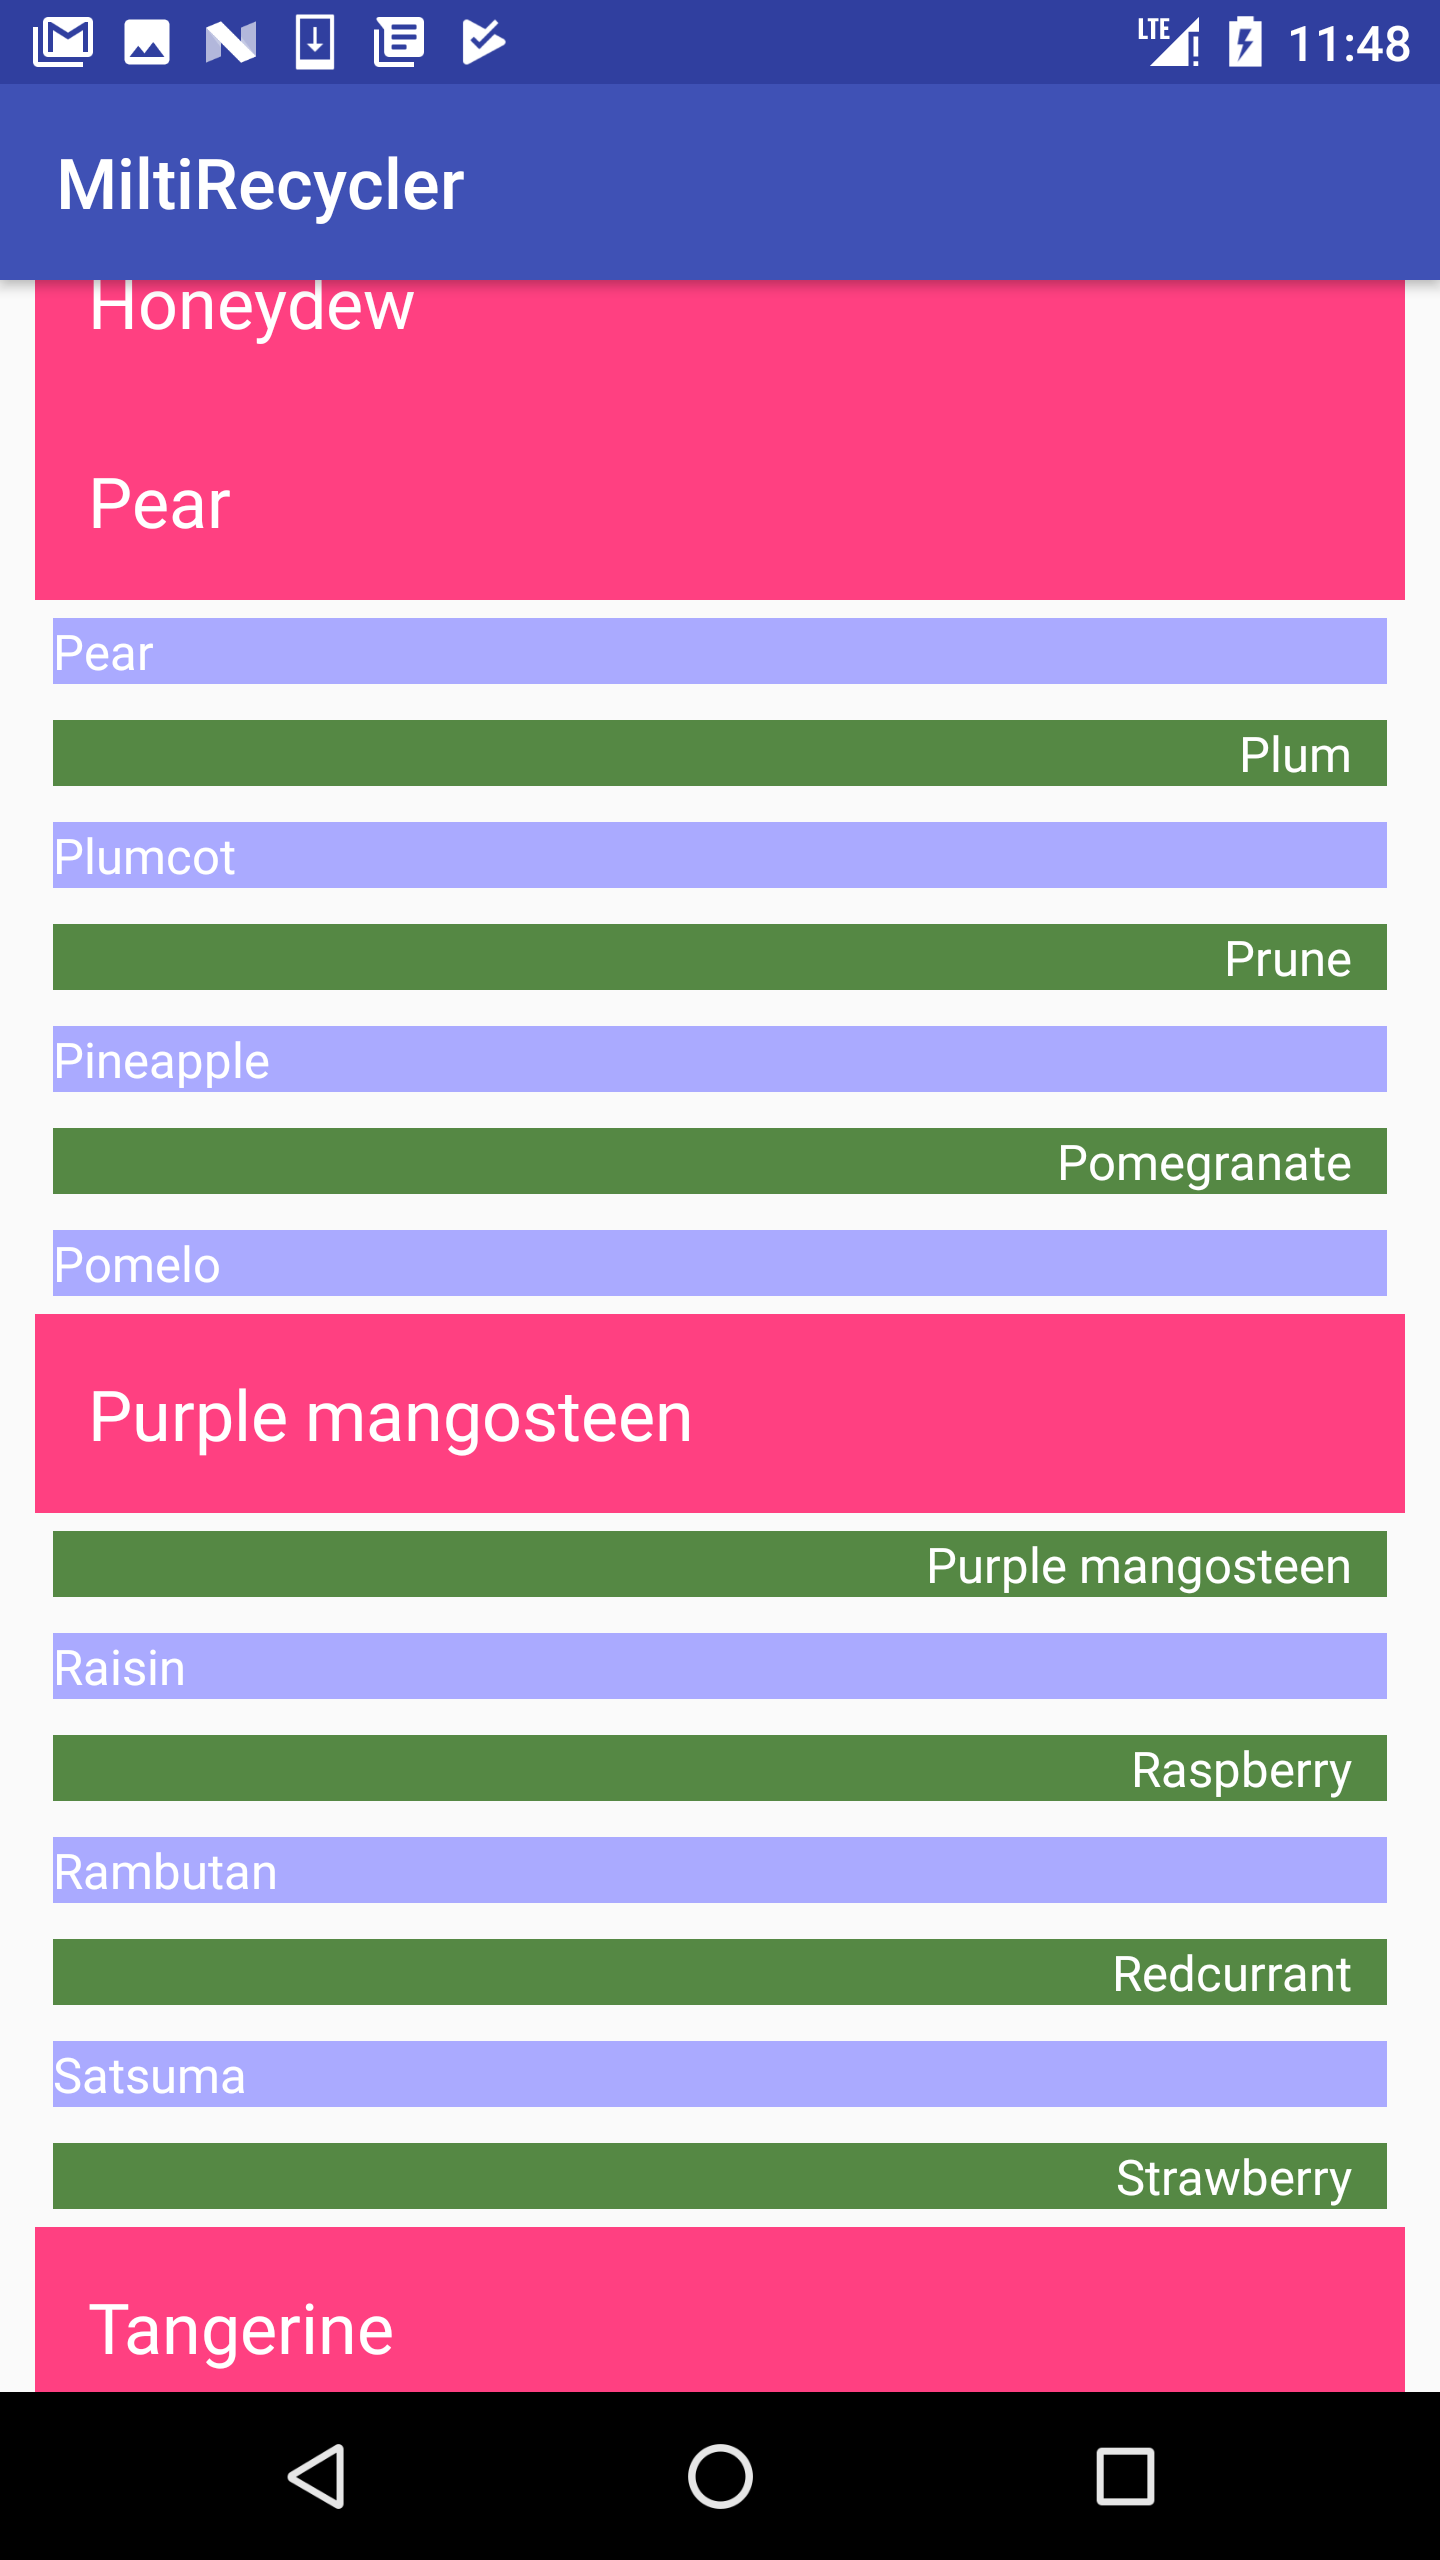 LTE 11:48
MiltiRecycler
Honeydew
Pear
Pear
Plum
Plumcot
Prune
Pineapple
Pomegranate
Pomelo
Purple mangosteen
Purple mangosteen
Raisin
Raspberry
Rambutan
Redcurrant
Satsuma
Strawberry
Tangerine